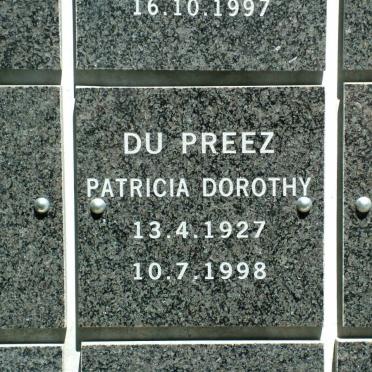 16.10.1997
DU PREEZ
PATRICIA DOROTHY
13.4.1927
10.7.1998